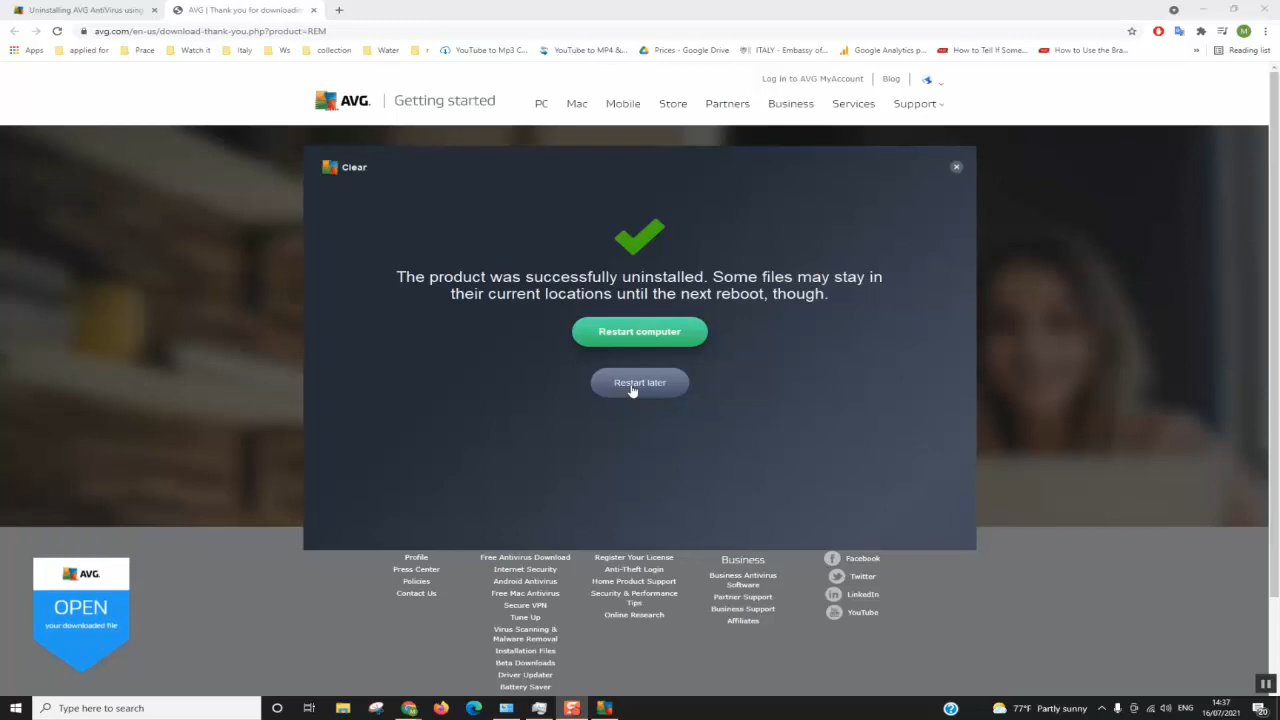 Uninstalling AVG AntiVirus using
AVG | Thank you for downloade
avg.com/en-us/download-thank-you.php?product=REM
M
Apps
applied for
Prace
Watch it
Italy
Ws
collection
Water
r
YouTube to Mp3 C...
YouTube to MP4 &...
Prices - Google Drive
ITALY - Embassy of...
Google Analytics p...
How to Tell If Some...
How to Use the Bra...
»
Reading list
Log in to AVG MyAccount
Blog
AVG.
Getting started
PC
Mac
Mobile
Store
Partners
Business
Services
Support
Clear
The product was successfully uninstalled. Some files may stay in
their current locations until the next reboot, though.
Restart computer
Restart later
AVG.
OPEN
your downloaded file
Profile
Press Center
Policies
Contact Us
Free Antivirus Download
Internet Security
Android Antivirus
Free Mac Antivirus
Secure VPN
Tune Up
Virus Scanning &
Malware Removal
Installation Files
Beta Downloads
Driver Updater
Battery Saver
Register Your License
Anti-Theft Login
Home Product Support
Security & Performance
Tips
Online Research
Business
Business Antivirus
Software
Partner Support
Business Support
Affiliates
Facebook
Twitter
LinkedIn
YouTube
Type here to search
77°F Partly sunny
ENG
14:37
16/07/2021
20